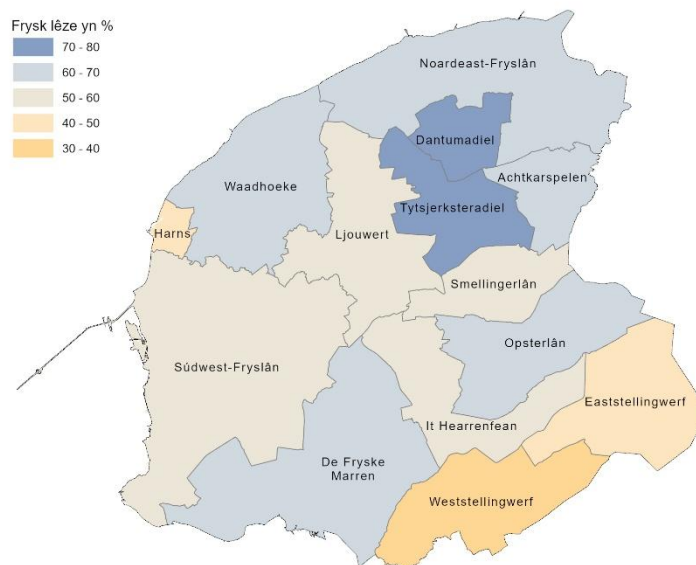 Frysk lêze yn %
70 - 80
60 - 70
50 - 60
40 - 50
30 - 40
Noardeast-Fryslân
Dantumadiel
Achtkarspelen
Waadhoeke
Tytsjerksteradiel
Harns
Ljouwert
Smellingerlân
Opsterlân
Súdwest-Fryslân
Eaststellingwerf
It Hearrenfean
De Fryske
Marren
Weststellingwerf